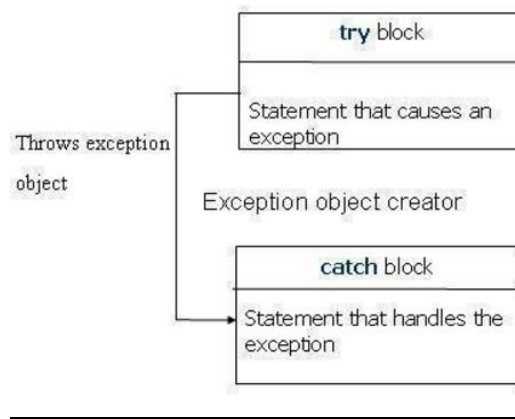 try block
Statement that causes an
exception
Throws exception
object
Exception object creator
catch block
Statement that handles the
exception